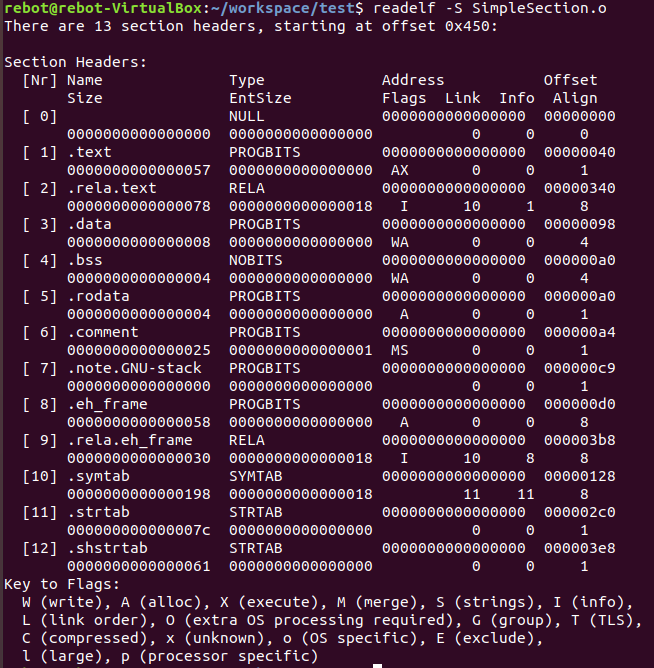 rebot@rebot-VirtualBox:~/workspace/test$ readelf -S SimpleSection.o
There are 13 section headers, starting at offset 0x450:
Section Headers:
[Nr] Name Type Address Offset
Size EntSize Flags Link Info Align
[ 0] NULL 0000000000000000 00000000
0000000000000000 0000000000000000 0 0 0
[ 1] .text PROGBITS 0000000000000000 00000040
0000000000000057 0000000000000000 AX 0 0 1
[ 2] .rela.text RELA 0000000000000000 00000340
0000000000000078 0000000000000018 I 10 1 8
[ 3] .data PROGBITS 0000000000000000 00000098
0000000000000008 0000000000000000 WA 0 0 4
[ 4] .bss NOBITS 0000000000000000 000000a0
0000000000000004 0000000000000000 WA 0 0 4
[ 5] .rodata PROGBITS 0000000000000000 000000a0
0000000000000004 0000000000000000 A 0 0 1
[ 6] .comment PROGBITS 0000000000000000 000000a4
0000000000000025 0000000000000001 MS 0 0 1
[ 7] .note.GNU-stack PROGBITS 0000000000000000 000000c9
0000000000000000 0000000000000000 0 0 1
[ 8] .eh_frame PROGBITS 0000000000000000 000000d0
0000000000000058 0000000000000000 A 0 0 8
[ 9] .rela.eh_frame RELA 0000000000000000 000003b8
0000000000000030 0000000000000018 I 10 8 8
[10] .symtab SYMTAB 0000000000000000 00000128
0000000000000198 0000000000000018 11 11 8
[11] .strtab STRTAB 0000000000000000 000002c0
000000000000007c 0000000000000000 0 0 1
[12] .shstrtab STRTAB 0000000000000000 000003e8
0000000000000061 0000000000000000 0 0 1
Key to Flags:
W (write), A (alloc), X (execute), M (merge), S (strings), I (info),
L (link order), O (extra OS processing required), G (group), T (TLS),
C (compressed), x (unknown), o (OS specific), E (exclude),
l (large), p (processor specific)